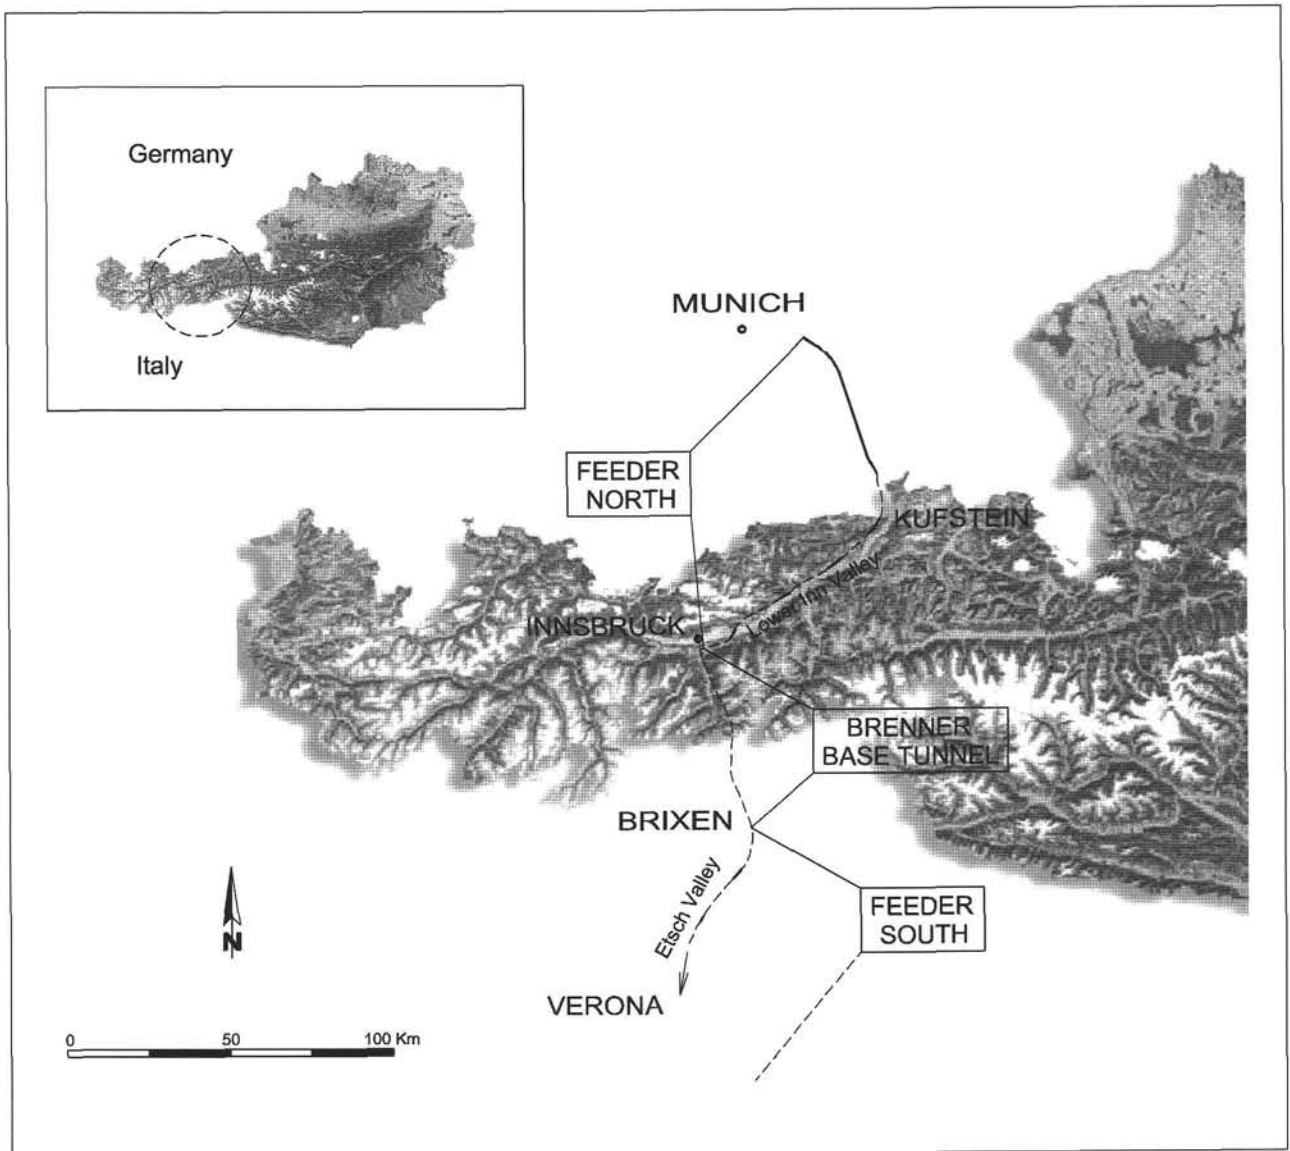 Germany
Italy
MUNICH
FEEDER
NORTH
KUFSTEIN
Lower Inn Valley
INNSBRUCK
BRENNER
BASE TUNNEL
BRIXEN
Etsch Valley
FEEDER
SOUTH
N
VERONA
0 50 100 Km